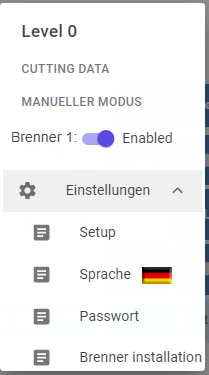 Level 0
CUTTING DATA
MANUELLER MODUS
Brenner 1: Enabled
Einstellungen
Setup
Sprache
Passwort
Brenner installation